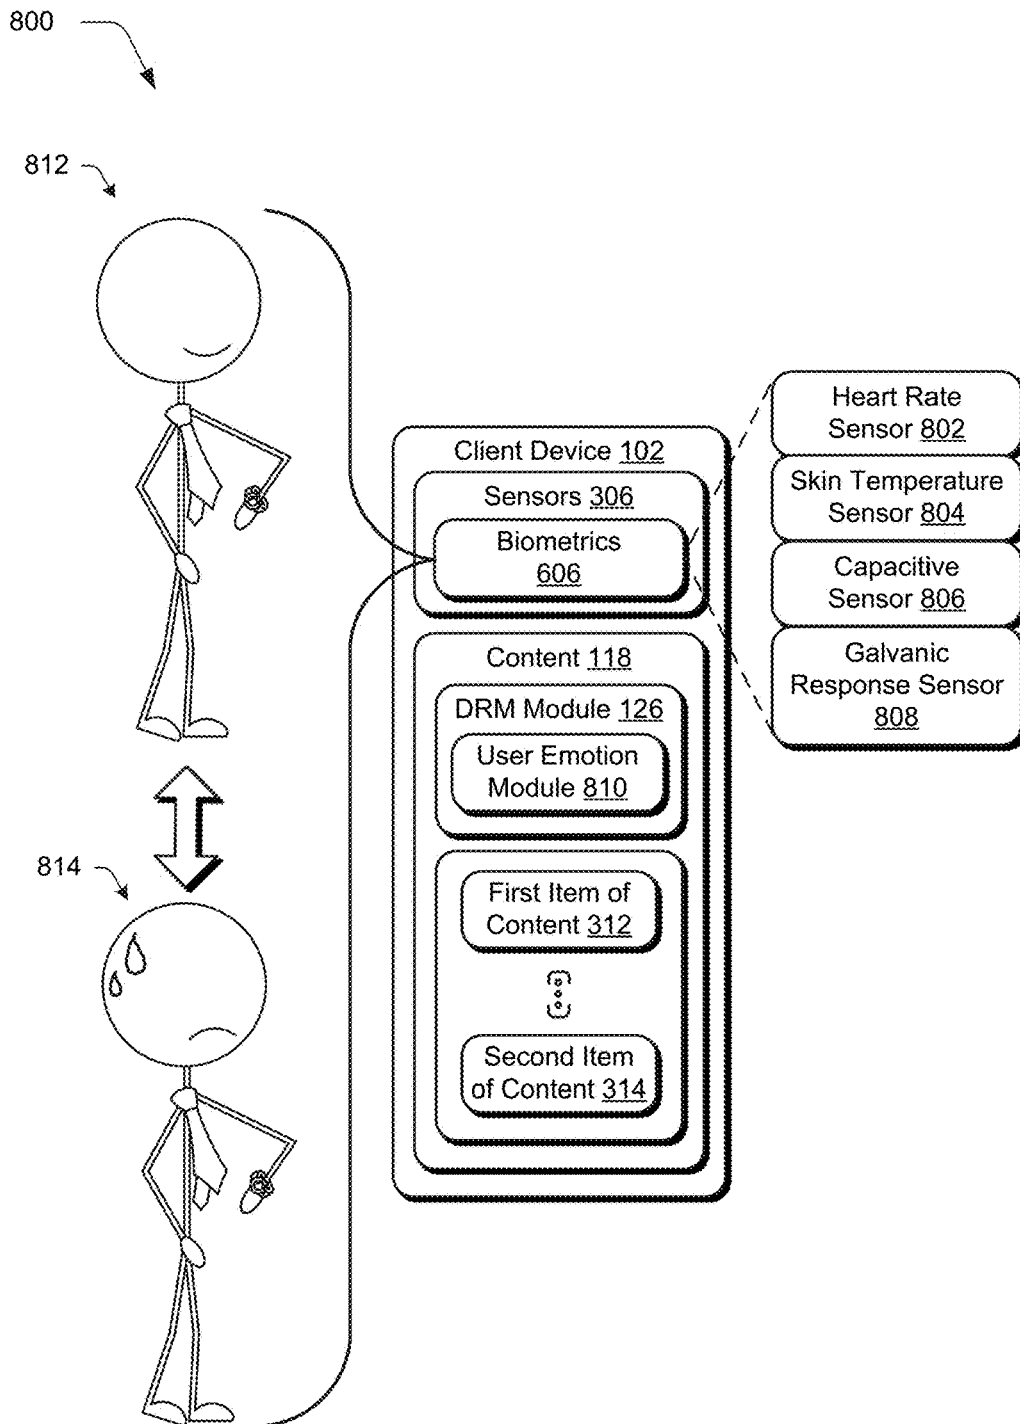 800
812
Heart Rate
Sensor 802
Client Device 102
Skin Temperature
Sensor 804
Sensors 306
Biometrics
606
Capacitive
Sensor 806
Galvanic
Response Sensor
808
Content 118
DRM Module 126
User Emotion
Module 810
814
First Item of
Content 312
Second Item
of Content 314